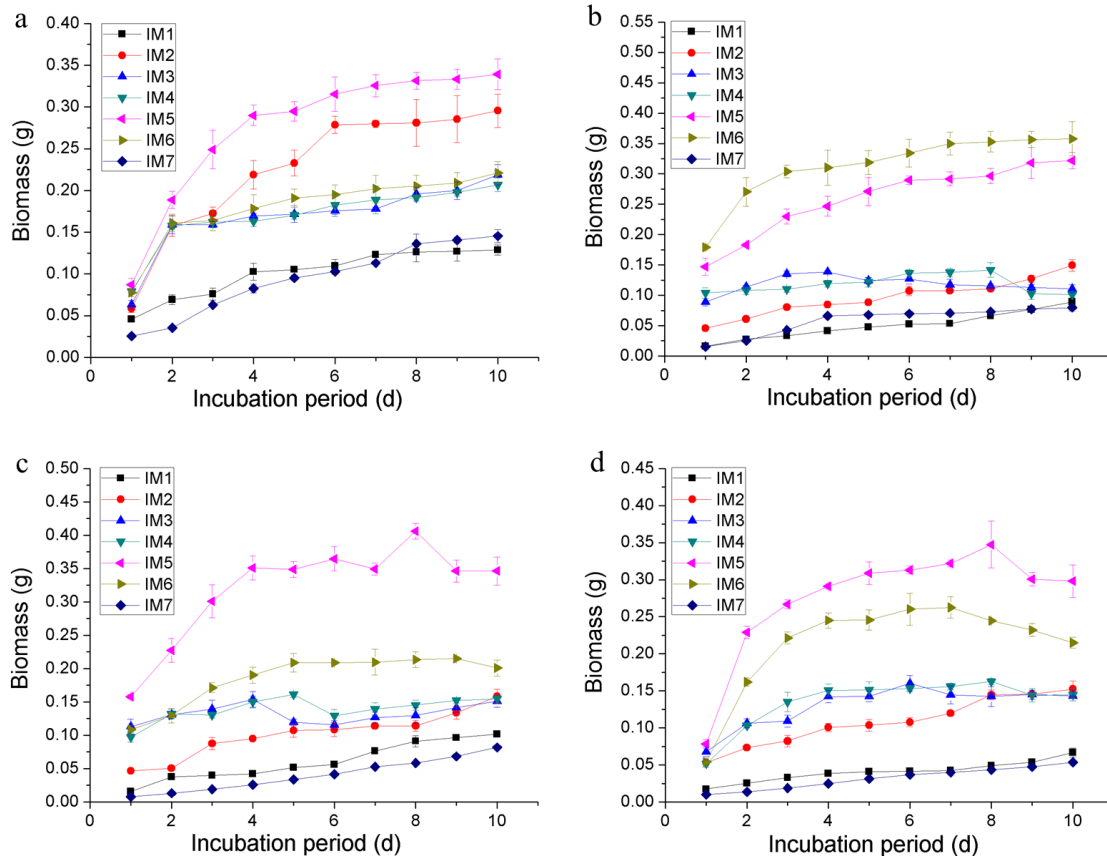 a
0.40
0.35
0.30
0.25
0.20
0.15
0.10
0.05
0.00
Biomass (g)
IM1
IM2
IM3
IM4
IM5
IM6
IM7
0 2 4 6 8 10
Incubation period (d)
b
0.55
0.50
0.45
0.40
0.35
0.30
0.25
0.20
0.15
0.10
0.05
0.00
Biomass (g)
IM1
IM2
IM3
IM4
IM5
IM6
IM7
0 2 4 6 8 10
Incubation period (d)
c
0.50
0.45
0.40
0.35
0.30
0.25
0.20
0.15
0.10
0.05
0.00
Biomass (g)
IM1
IM2
IM3
IM4
IM5
IM6
IM7
0 2 4 6 8 10
Incubation period (d)
d
0.45
0.40
0.35
0.30
0.25
0.20
0.15
0.10
0.05
0.00
Biomass (g)
IM1
IM2
IM3
IM4
IM5
IM6
IM7
0 2 4 6 8 10
Incubation period (d)